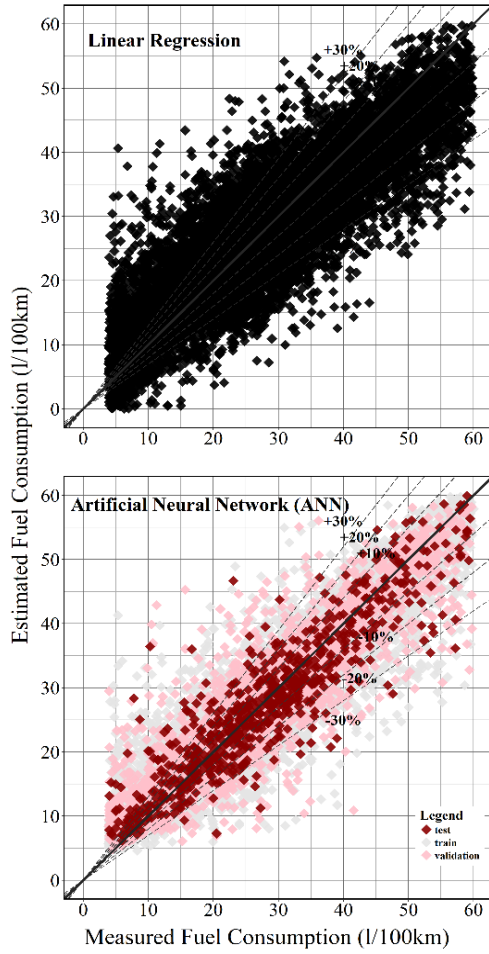 60
Linear Regression
+30%
+20%
50
40
30
20
10
0
0 10 20 30 40 50 60
Estimated Fuel Consumption (l/100km)
60
Artificial Neural Network (ANN)
+30%
+20%
+10%
50
40
-10%
-20%
30
-30%
20
10
Legend
test
train
validation
0
0 10 20 30 40 50 60
Measured Fuel Consumption (l/100km)